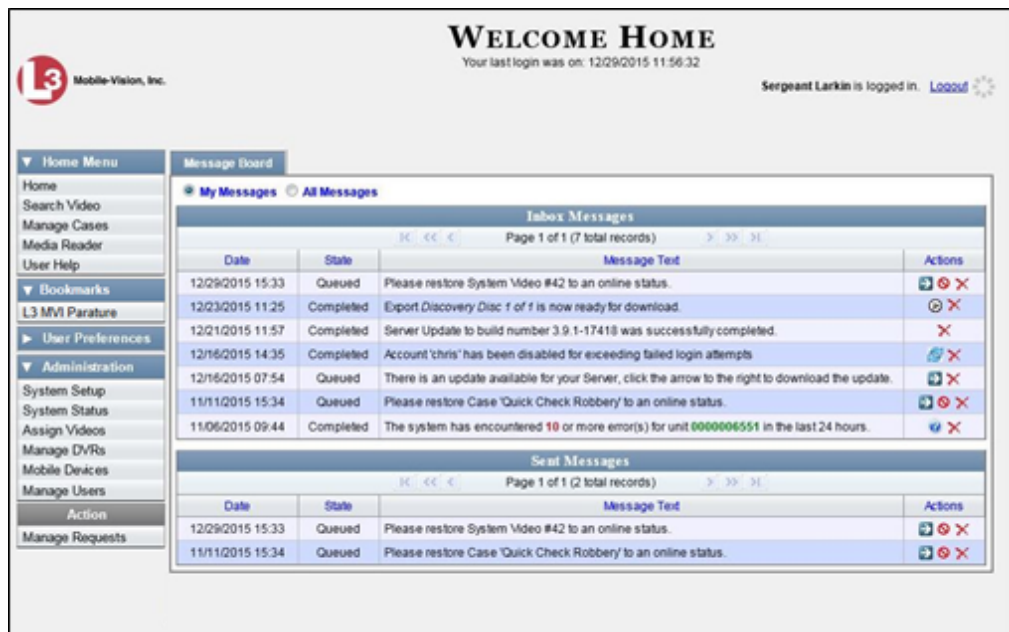 WELCOME HOME
Your last login was on: 12/29/2015 11:56:32
L3 Mobile-Vision, Inc.
Sergeant Larkin is logged in. Logout
Home Menu
Home
Search Video
Manage Cases
Media Reader
User Help
Bookmarks
L3 MVI Parature
User Preferences
Administration
System Setup
System Status
Assign Videos
Manage DVRs
Mobile Devices
Manage Users
Action
Manage Requests
Message Board
My Messages All Messages
Inbox Messages
Page 1 of 1 (7 total records)
Date State Message Text Actions
12/29/2015 15:33 Queued Please restore System Video #42 to an online status.
12/23/2015 11:25 Completed Export Discovery Disc 1 of 1 is now ready for download.
12/21/2015 11:57 Completed Server Update to build number 3.9.1-17418 was successfully completed.
12/16/2015 14:35 Completed Account 'chris' has been disabled for exceeding failed login attempts
12/16/2015 07:54 Queued There is an update available for your Server, click the arrow to the right to download the update.
11/11/2015 15:34 Queued Please restore Case 'Quick Check Robbery' to an online status.
11/06/2015 09:44 Completed The system has encountered 10 or more error(s) for unit 0000006551 in the last 24 hours.
Sent Messages
Page 1 of 1 (2 total records)
Date State Message Text Actions
12/29/2015 15:33 Queued Please restore System Video #42 to an online status.
11/11/2015 15:34 Queued Please restore Case 'Quick Check Robbery' to an online status.